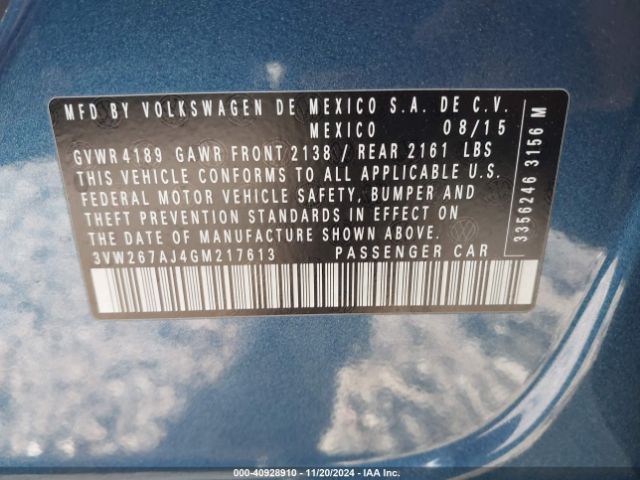 MFD BY VOLKSWAGEN DE MEXICO S.A. DE C.V.
MEXICO 08/15
GVWR 4189 GAWR FRONT 2138 / REAR 2161 LBS
THIS VEHICLE CONFORMS TO ALL APPLICABLE U.S.
FEDERAL MOTOR VEHICLE SAFETY, BUMPER AND
THEFT PREVENTION STANDARDS IN EFFECT ON
THE DATE OF MANUFACTURE SHOWN ABOVE.
3VW267AJ4GM217613 PASSENGER CAR
3356246 3156 M
000-40928910 - 11/20/2024 - IAA Inc.